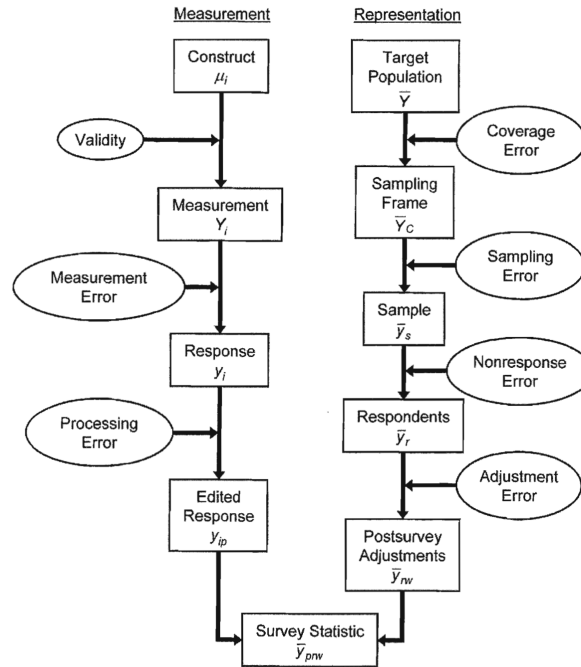 Measurement
Construct
μi
Validity
Measurement
Yi
Measurement
Error
Response
yi
Processing
Error
Edited
Response
yip
Representation
Target
Population
Ȳ
Coverage
Error
Sampling
Frame
ȲC
Sampling
Error
Sample
ȳs
Nonresponse
Error
Respondents
ȳr
Adjustment
Error
Postsurvey
Adjustments
ȳrw
Survey Statistic
ȳprw